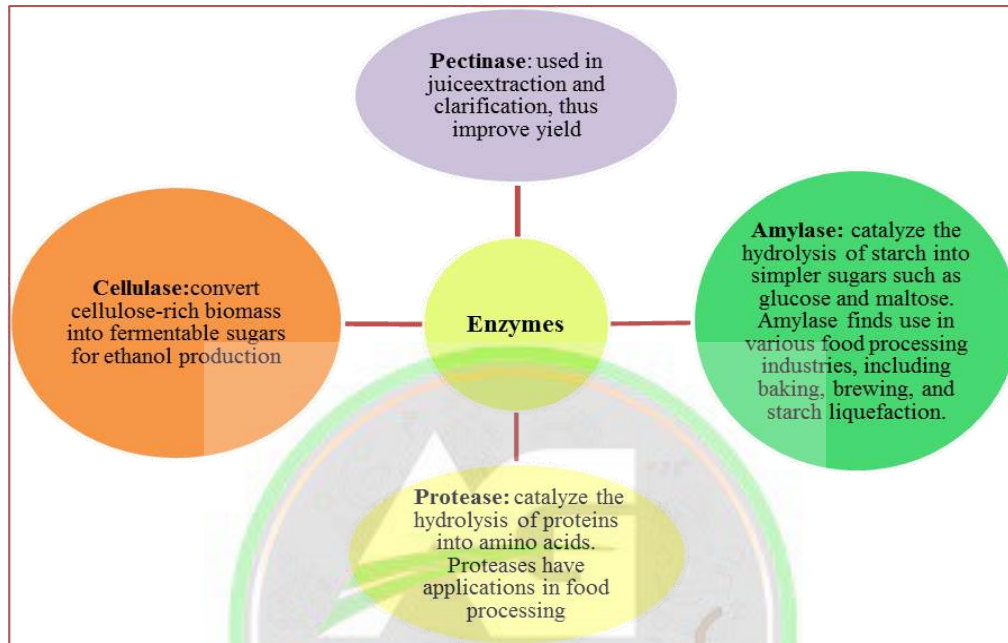 Pectinase: used in
juiceextraction and
clarification, thus
improve yield
Cellulase:convert
cellulose-rich biomass
into fermentable sugars
for ethanol production
Enzymes
Amylase: catalyze the
hydrolysis of starch into
simpler sugars such as
glucose and maltose.
Amylase finds use in
various food processing
industries, including
baking, brewing, and
starch liquefaction.
Protease: catalyze the
hydrolysis of proteins
into amino acids.
Proteases have
applications in food
processing